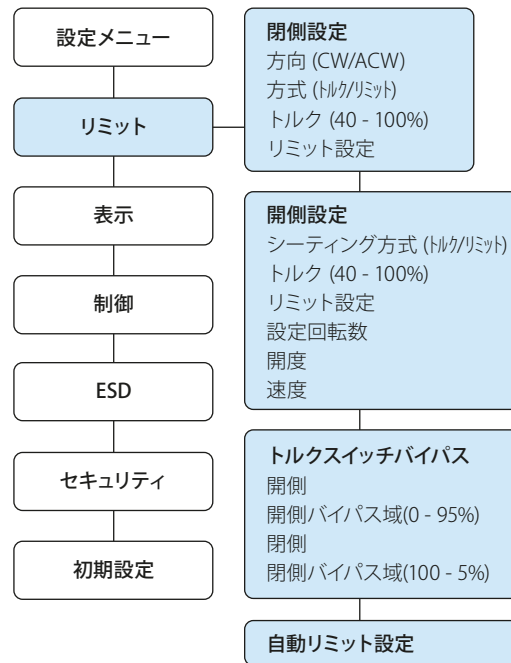 設定メニュー
リミット
表示
制御
ESD
セキュリティ
初期設定
閉側設定
方向 (CW/ACW)
方式 (ﾄﾙｸ/ﾘﾐｯﾄ)
トルク (40 - 100%)
リミット設定
開側設定
シーティング方式 (ﾄﾙｸ/ﾘﾐｯﾄ)
トルク (40 - 100%)
リミット設定
設定回転数
開度
速度
トルクスイッチバイパス
開側
開側バイパス域(0 - 95%)
閉側
閉側バイパス域(100 - 5%)
自動リミット設定